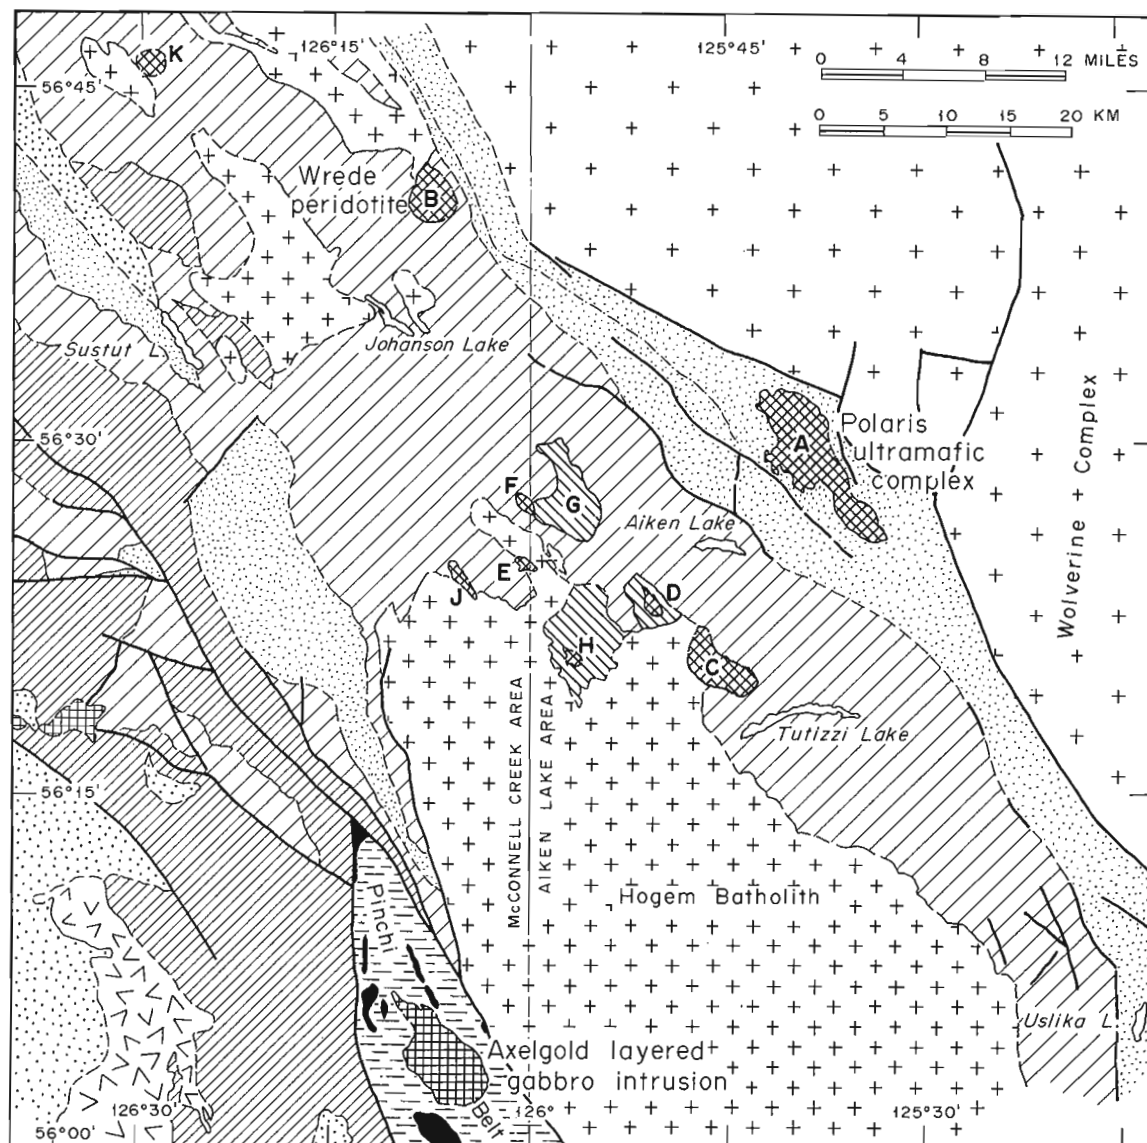 126°15'
125°45'
0 4 8 12 MILES
0 5 10 15 20 KM
K
56°45'
Wrede
peridotite
B
Johanson Lake
Sustut L.
56°30'
A
Polaris
ultramafic
complex
F
G
Aiken Lake
E
J
D
H
C
Wolverine Complex
Tutizzi Lake
McCONNELL CREEK AREA
AIKEN LAKE AREA
56°15'
Hogem Batholith
Pinchi
Belt
Uslika L.
Axelgold layered
gabbro intrusion
126°30'
126°
125°30'
56°00'